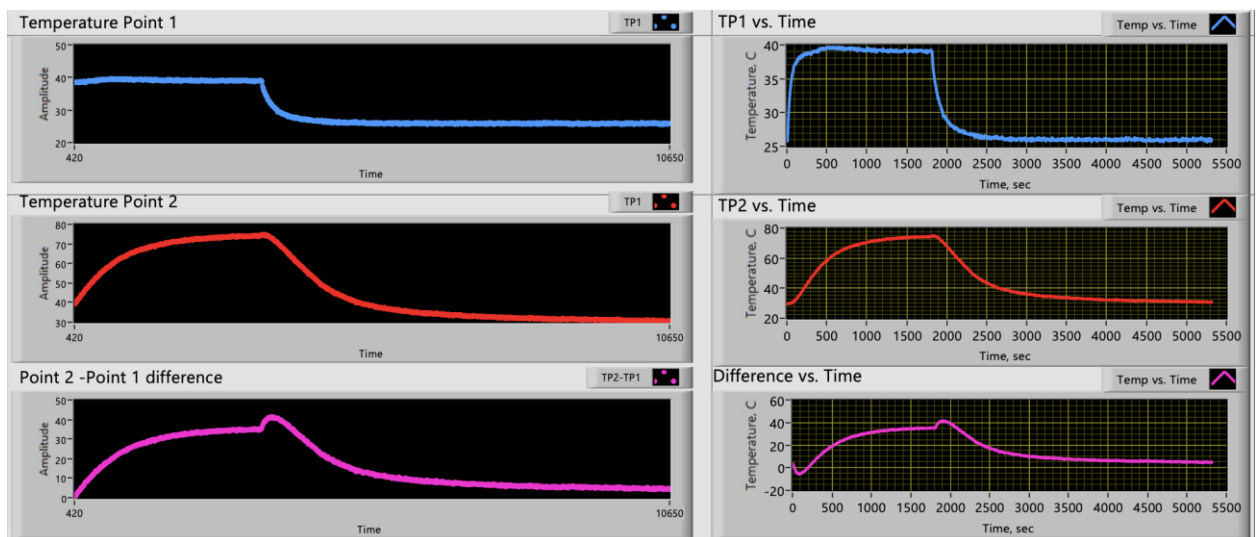 Temperature Point 1
TP1
Amplitude
50
40
30
20
420
10650
Time
TP1 vs. Time
Temp vs. Time
Temperature, C
40
35
30
25
0 500 1000 1500 2000 2500 3000 3500 4000 4500 5000 5500
Time, sec
Temperature Point 2
TP1
Amplitude
80
70
60
50
40
30
420
10650
Time
TP2 vs. Time
Temp vs. Time
Temperature, C
80
60
40
20
0 500 1000 1500 2000 2500 3000 3500 4000 4500 5000 5500
Time, sec
Point 2 -Point 1 difference
TP2-TP1
Amplitude
50
40
30
20
10
0
420
10650
Time
Difference vs. Time
Temp vs. Time
Temperature, C
60
40
20
0
-20
0 500 1000 1500 2000 2500 3000 3500 4000 4500 5000 5500
Time, sec